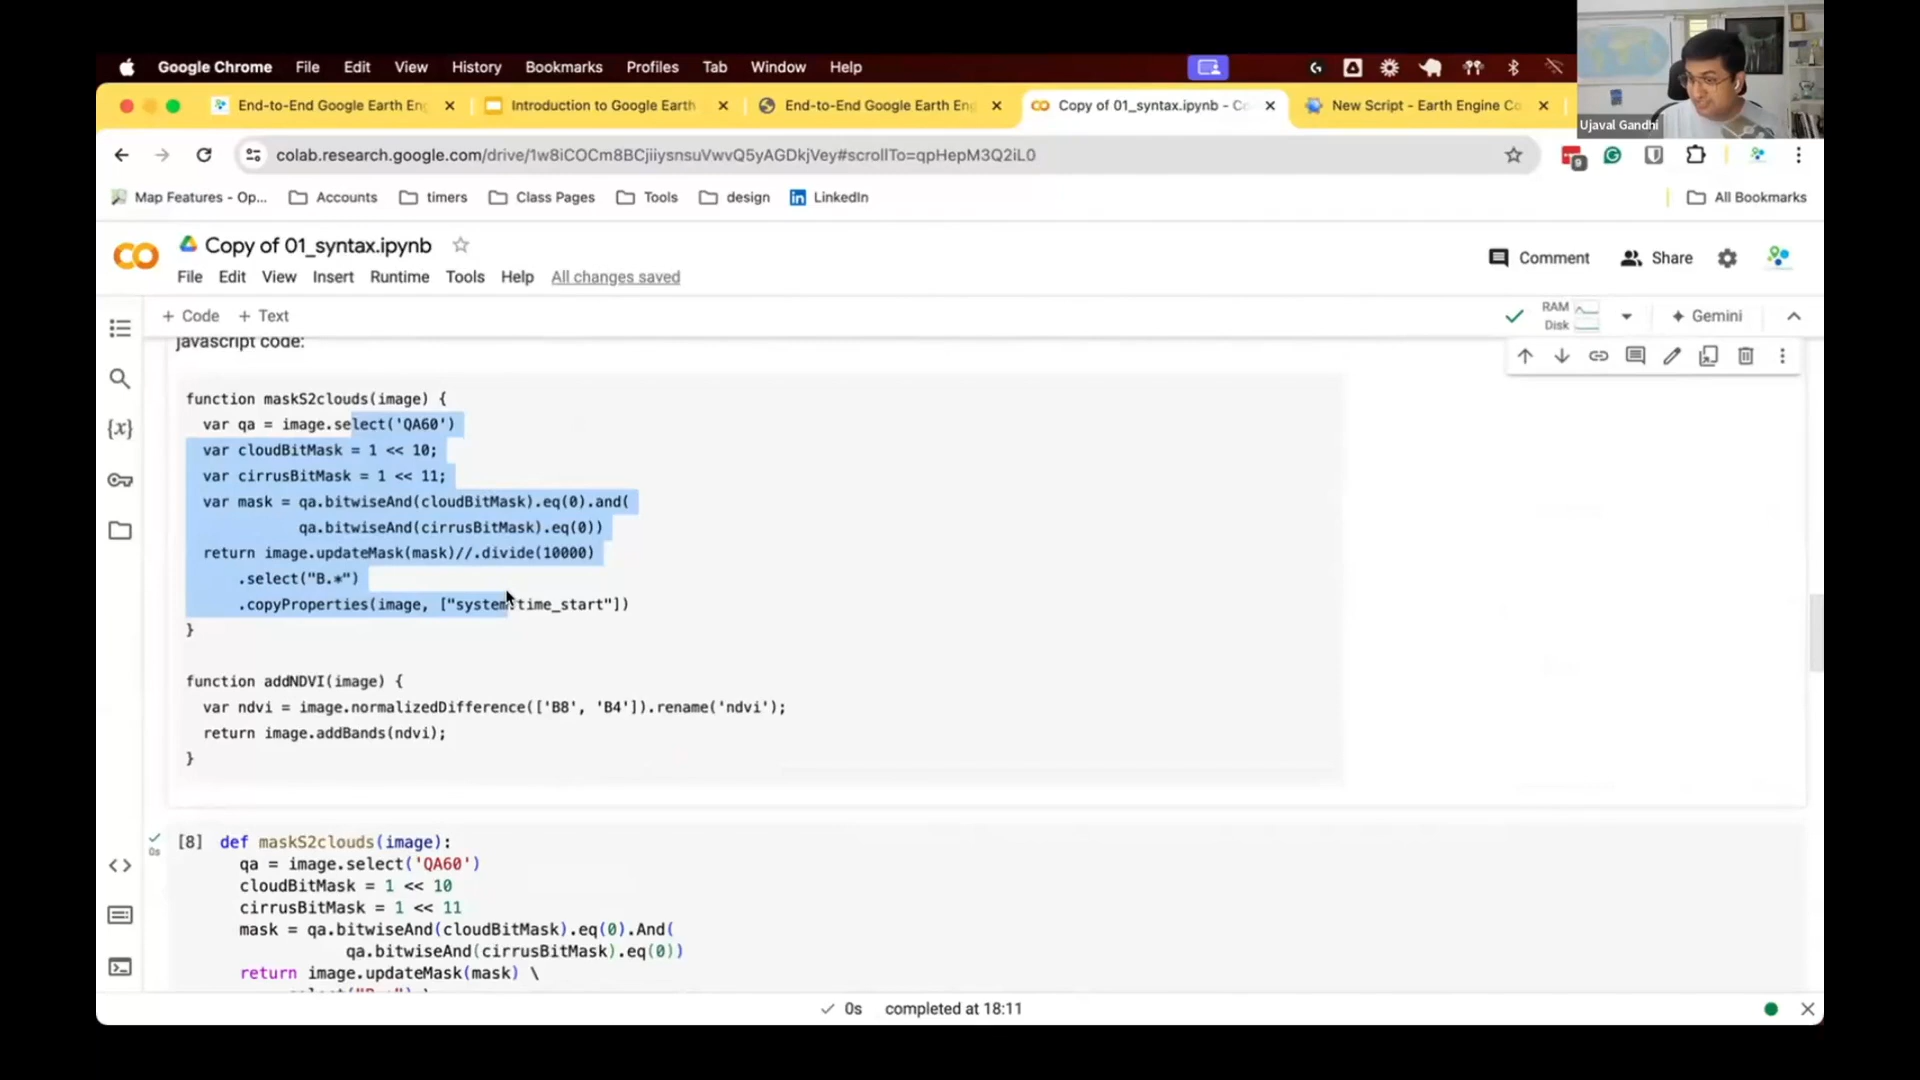 Google Chrome File Edit View History Bookmarks Profiles Tab Window Help
End-to-End Google Earth Eng
Introduction to Google Earth
End-to-End Google Earth Eng
Copy of 01_syntax.ipynb - Co
New Script - Earth Engine Co
Ujaval Gandhi
colab.research.google.com/drive/1w8iCOCm8BCjiiysnsuVwvQ5yAGDkjVey#scrollTo=qpHepM3Q2iL0
9
Map Features - Op... Accounts timers Class Pages Tools design LinkedIn All Bookmarks
CO
Copy of 01_syntax.ipynb
Comment Share
File Edit View Insert Runtime Tools Help All changes saved
+ Code + Text
RAM
Disk
Gemini
javascript code:
function maskS2clouds(image) {
var qa = image.select('QA60')
var cloudBitMask = 1 << 10;
var cirrusBitMask = 1 << 11;
var mask = qa.bitwiseAnd(cloudBitMask).eq(0).and(
qa.bitwiseAnd(cirrusBitMask).eq(0))
return image.updateMask(mask)//.divide(10000)
.select("B.*")
.copyProperties(image, ["system:time_start"])
}
function addNDVI(image) {
var ndvi = image.normalizedDifference(['B8', 'B4']).rename('ndvi');
return image.addBands(ndvi);
}
0s
[8] def maskS2clouds(image):
qa = image.select('QA60')
cloudBitMask = 1 << 10
cirrusBitMask = 1 << 11
mask = qa.bitwiseAnd(cloudBitMask).eq(0).And(
qa.bitwiseAnd(cirrusBitMask).eq(0))
return image.updateMask(mask) \
0s completed at 18:11